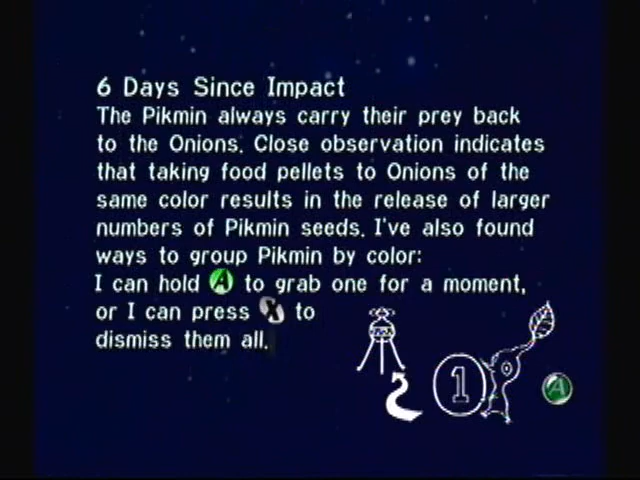 6 Days Since Impact
The Pikmin always carry their prey back
to the Onions. Close observation indicates
that taking food pellets to Onions of the
same color results in the release of larger
numbers of Pikmin seeds. I've also found
ways to group Pikmin by color:
I can hold A to grab one for a moment,
or I can press X to
dismiss them all.
1
A